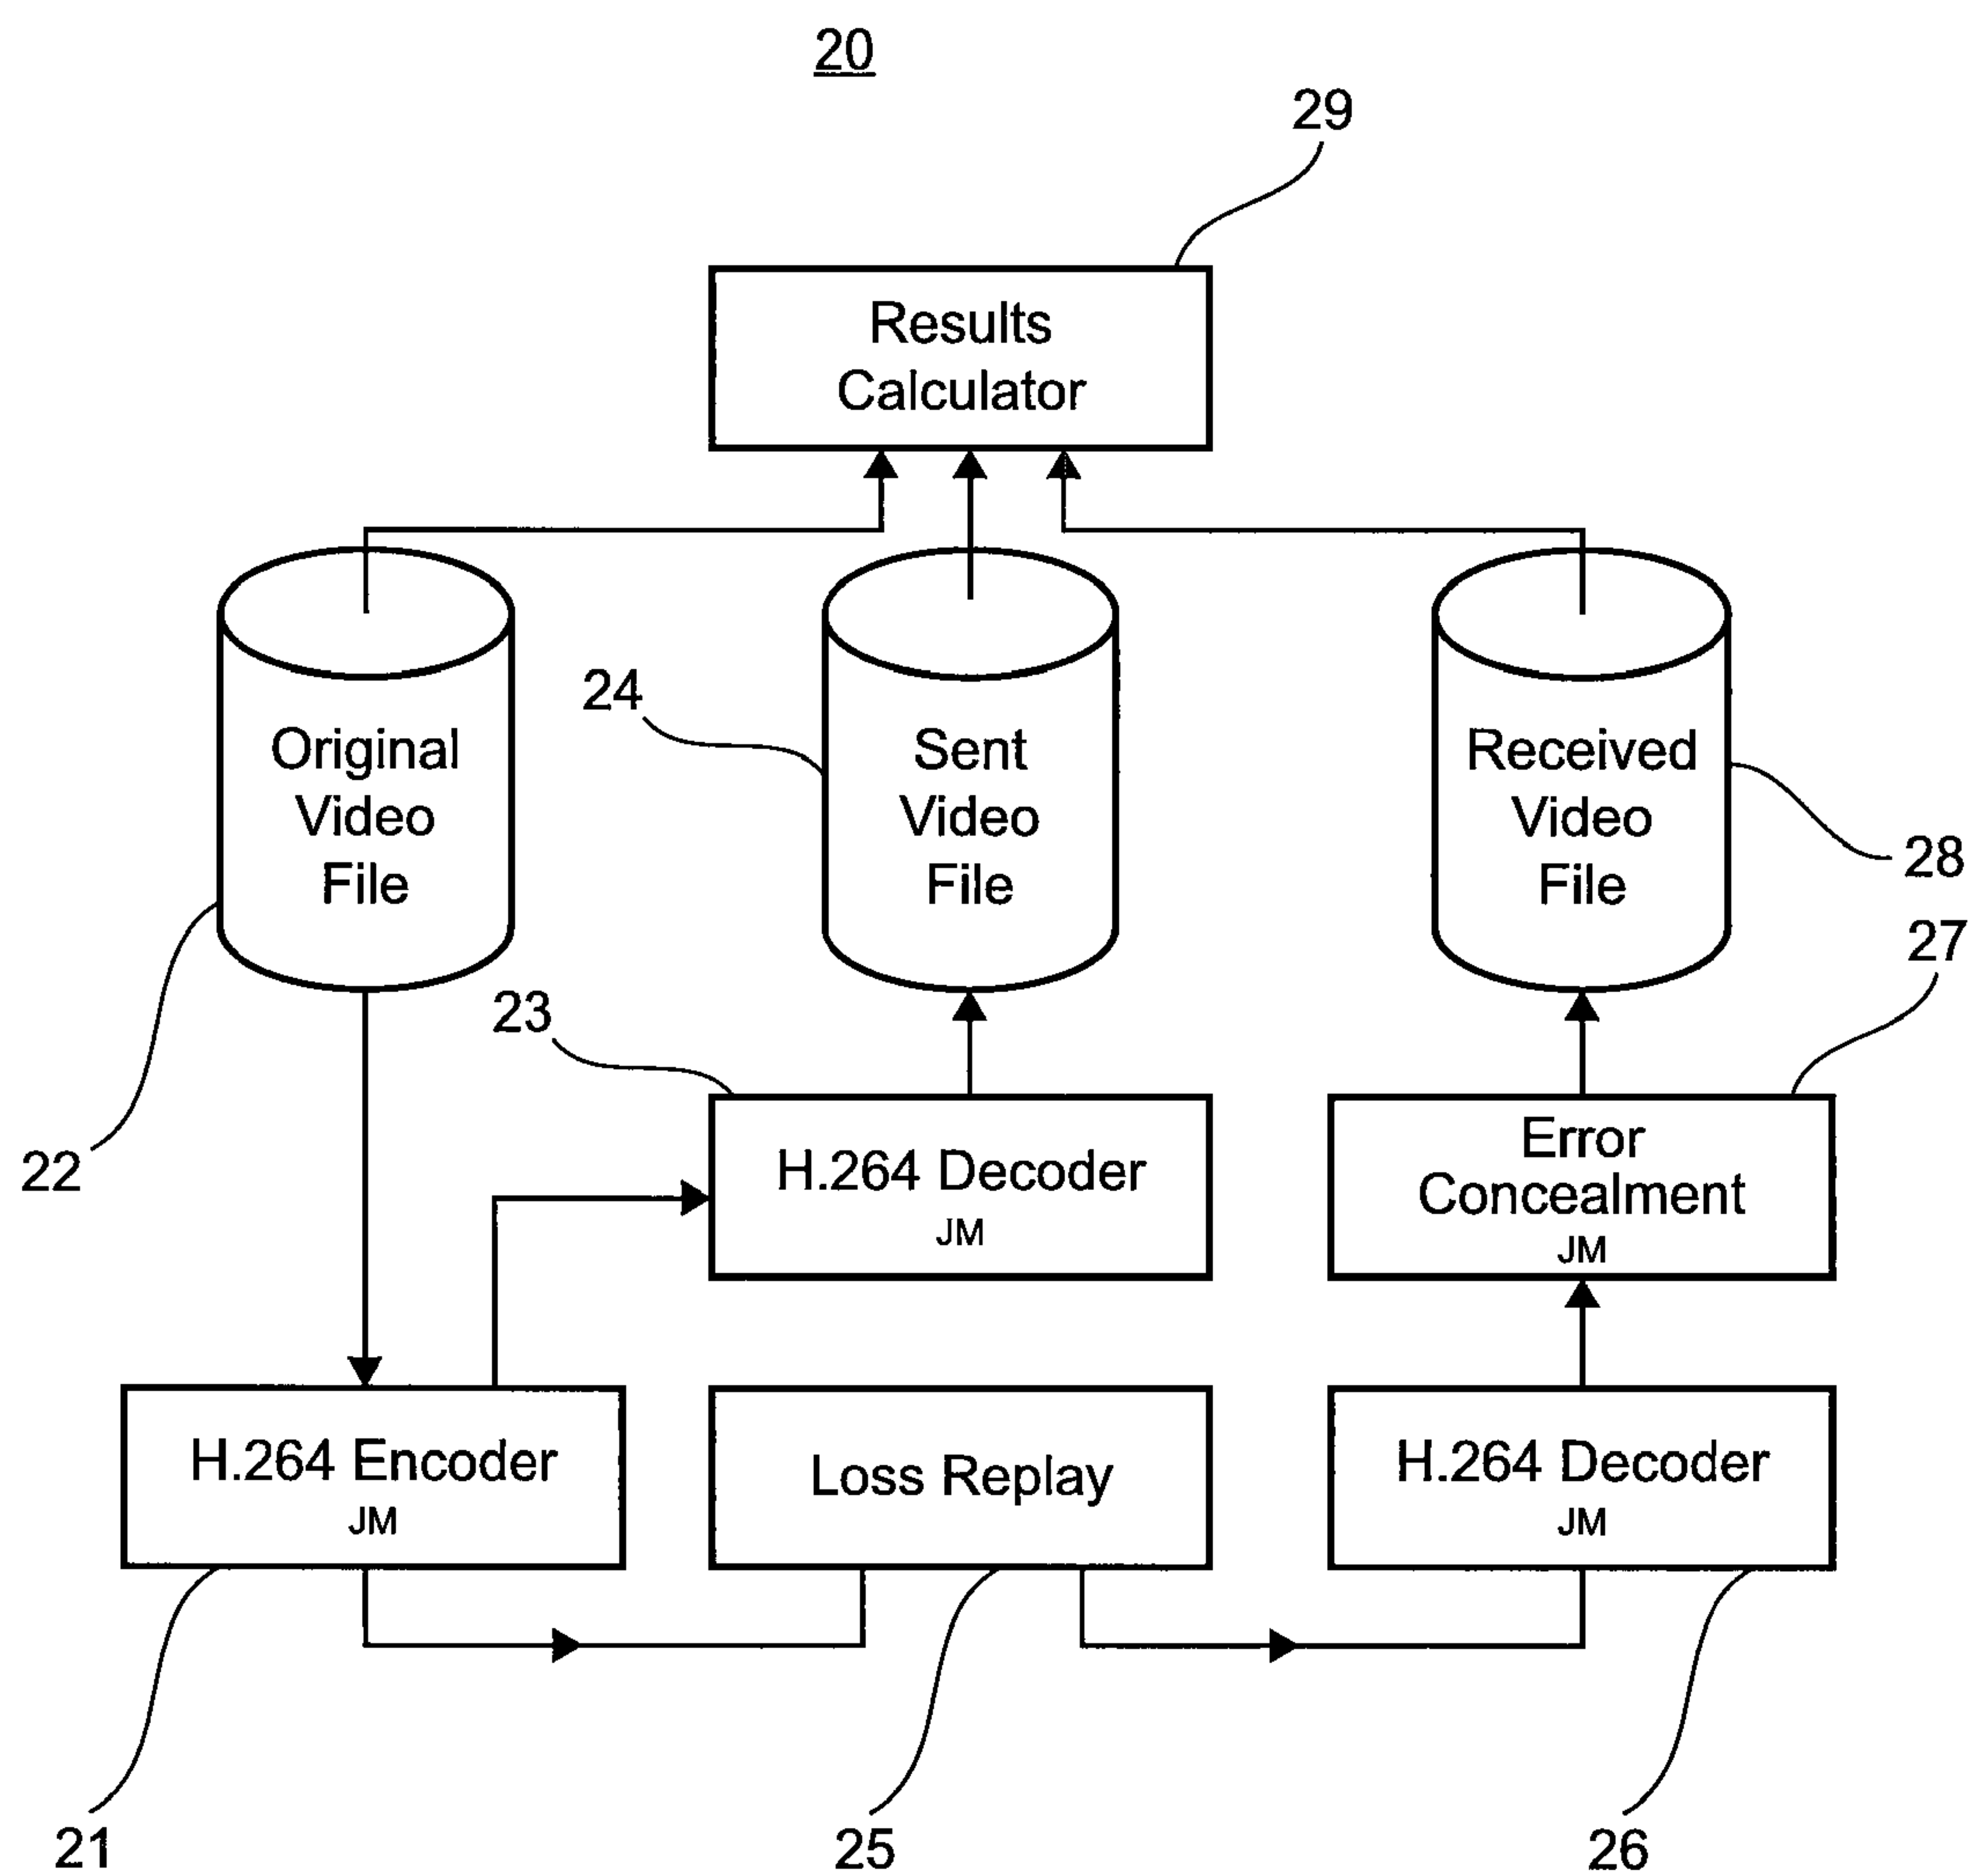 20
29
Results
Calculator
Original
Video
File
24
Sent
Video
File
Received
Video
File
28
27
23
22
H.264 Decoder
JM
Error
Concealment
JM
H.264 Encoder
JM
Loss Replay
H.264 Decoder
JM
21
25
26